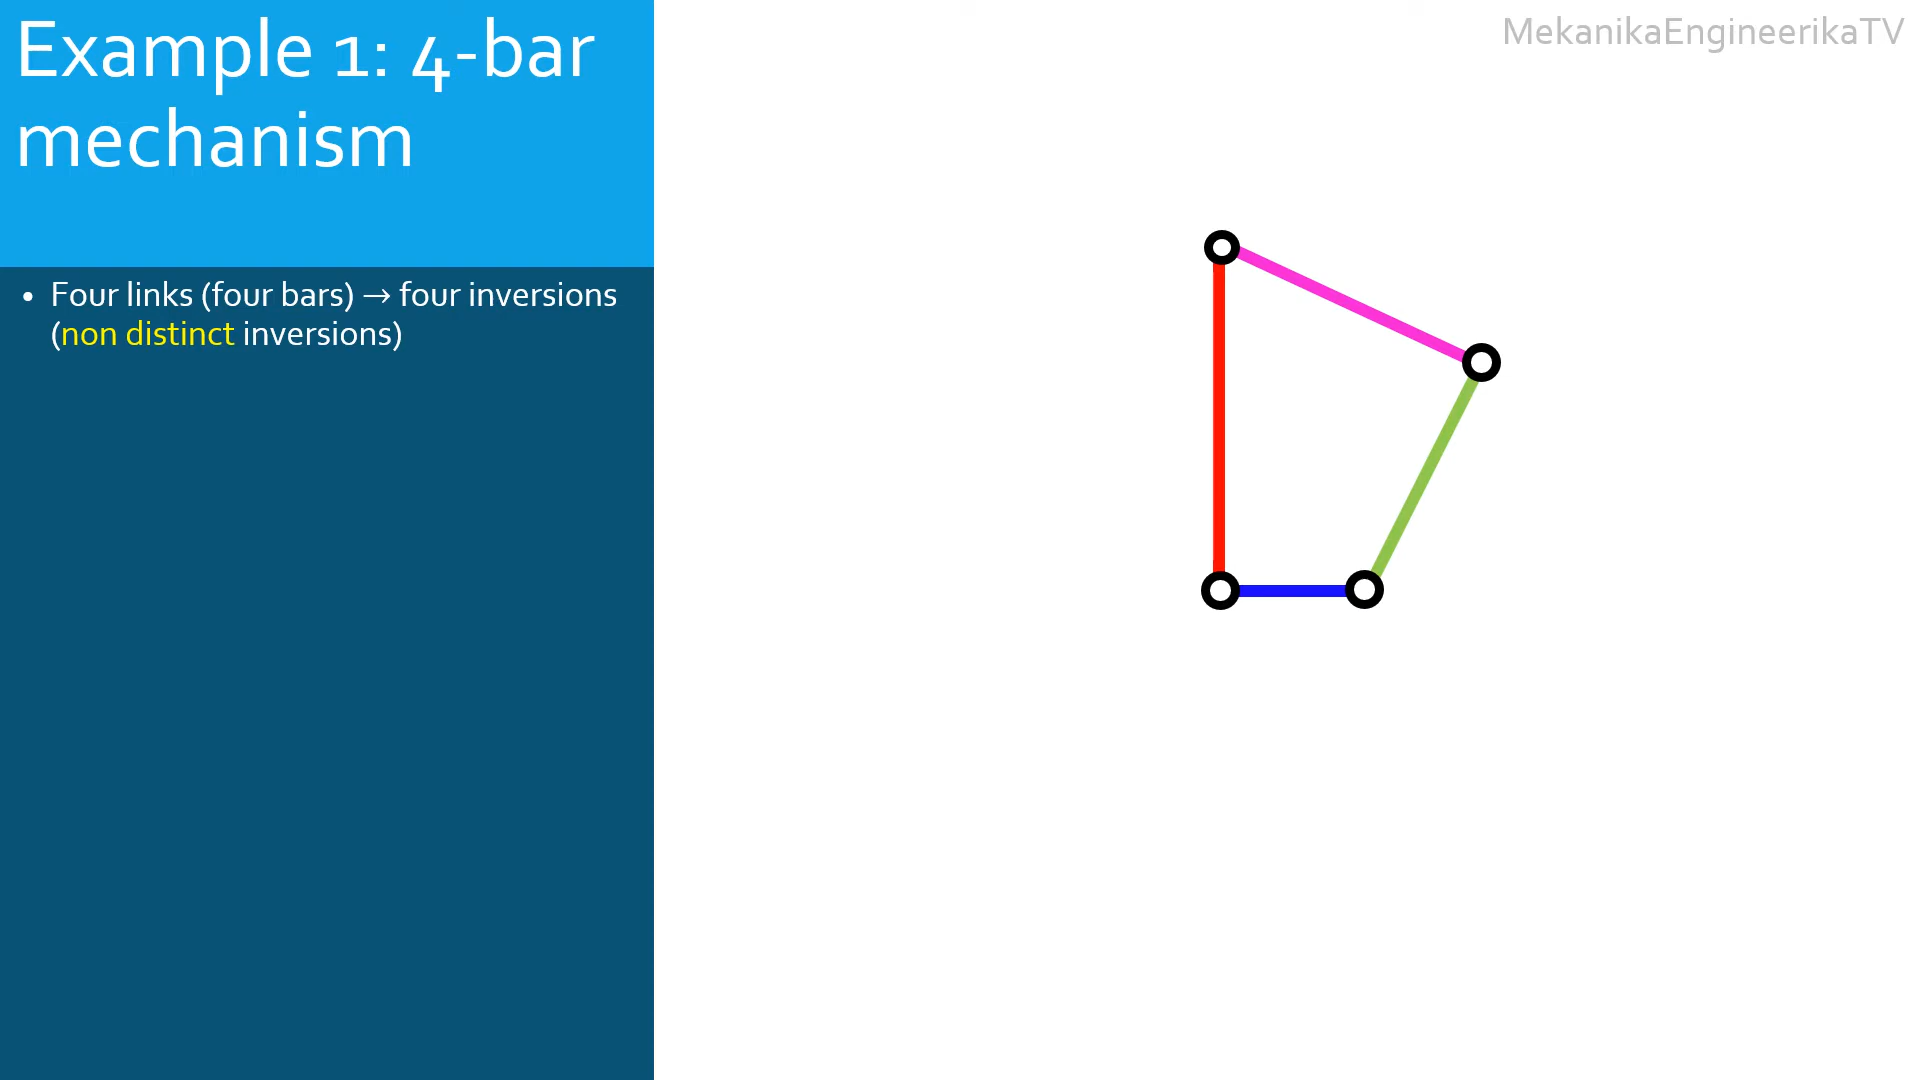 Example 1: 4-bar
mechanism
MekanikaEngineerikaTV
• Four links (four bars) → four inversions
(non distinct inversions)